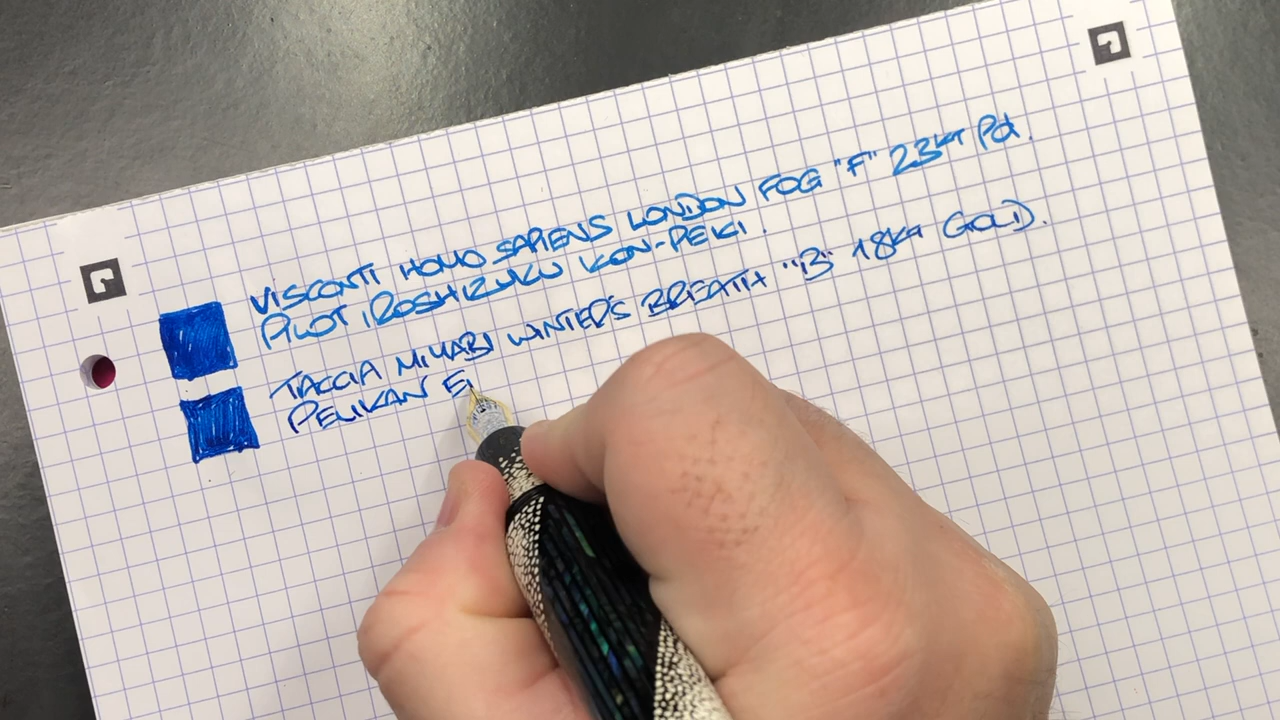 VISCONTI HOMO SAPIENS LONDON FOG "F" 23KT Pd.
PILOT IROSHIZUKU KON-PEKI.
TACCIA MIYABI WINTER'S BREATH "B" 18KT GOLD.
PELIKAN E